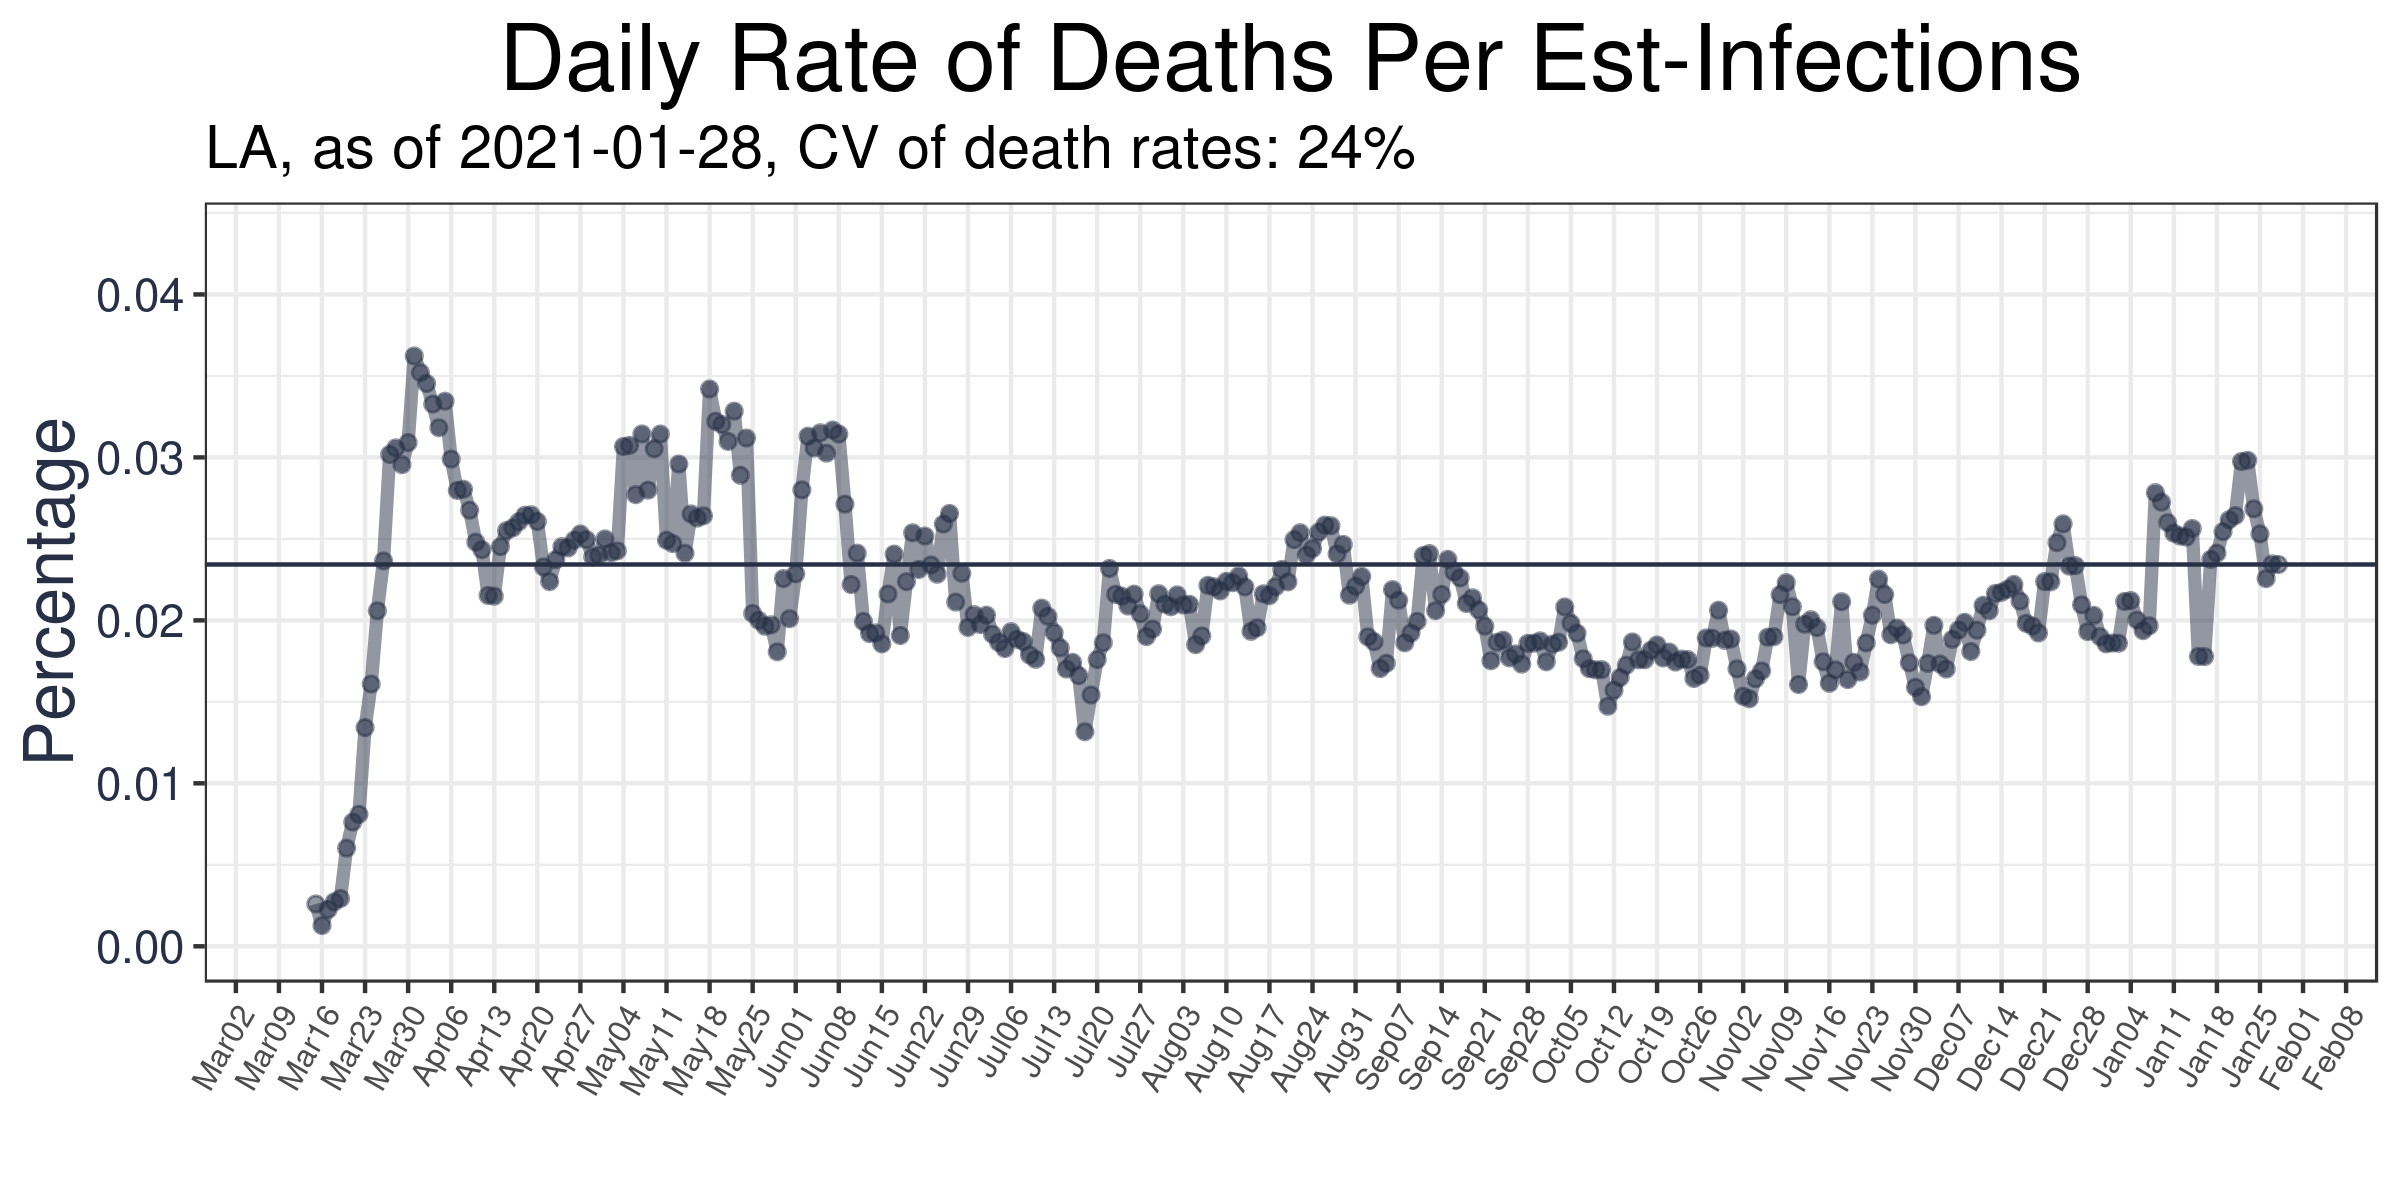 Daily Rate of Deaths Per Est-Infections
LA, as of 2021-01-28, CV of death rates: 24%
Percentage
0.04
0.03
0.02
0.01
0.00
Mar02
Mar09
Mar16
Mar23
Mar30
Apr06
Apr13
Apr20
Apr27
May04
May11
May18
May25
Jun01
Jun08
Jun15
Jun22
Jun29
Jul06
Jul13
Jul20
Jul27
Aug03
Aug10
Aug17
Aug24
Aug31
Sep07
Sep14
Sep21
Sep28
Oct05
Oct12
Oct19
Oct26
Nov02
Nov09
Nov16
Nov23
Nov30
Dec07
Dec14
Dec21
Dec28
Jan04
Jan11
Jan18
Jan25
Feb01
Feb08